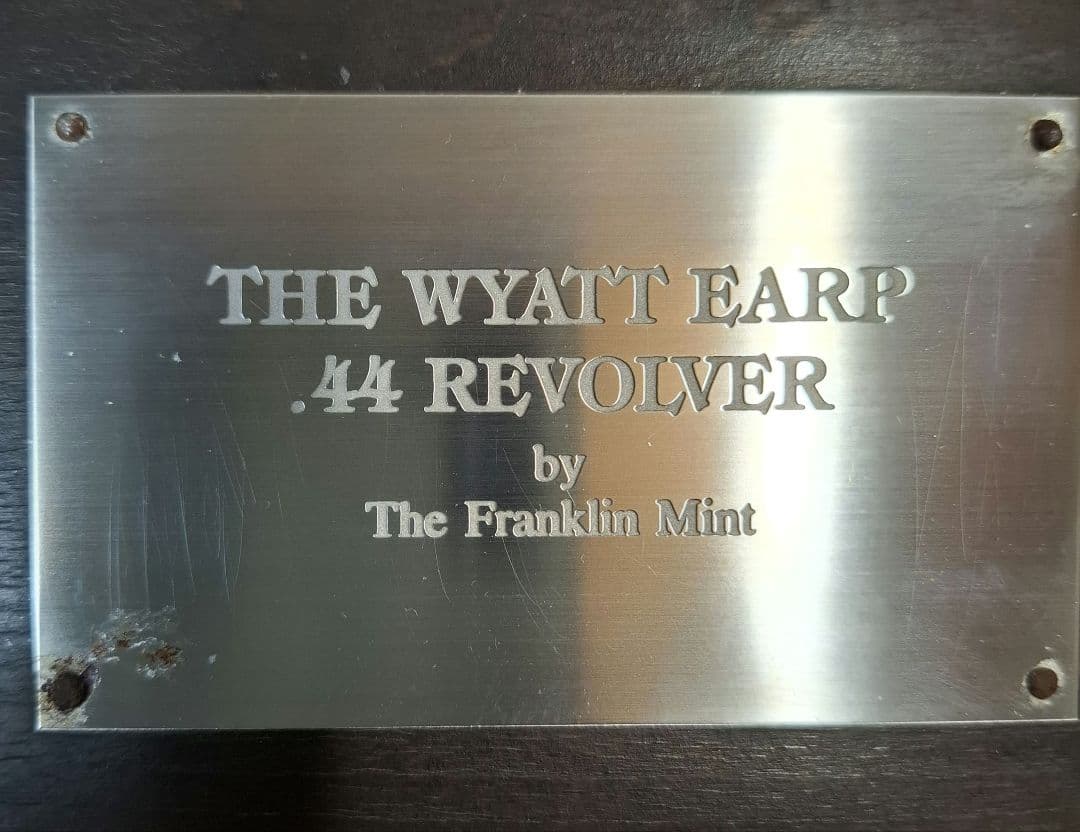 THE WYATT EARP
.44 REVOLVER
by
The Franklin Mint